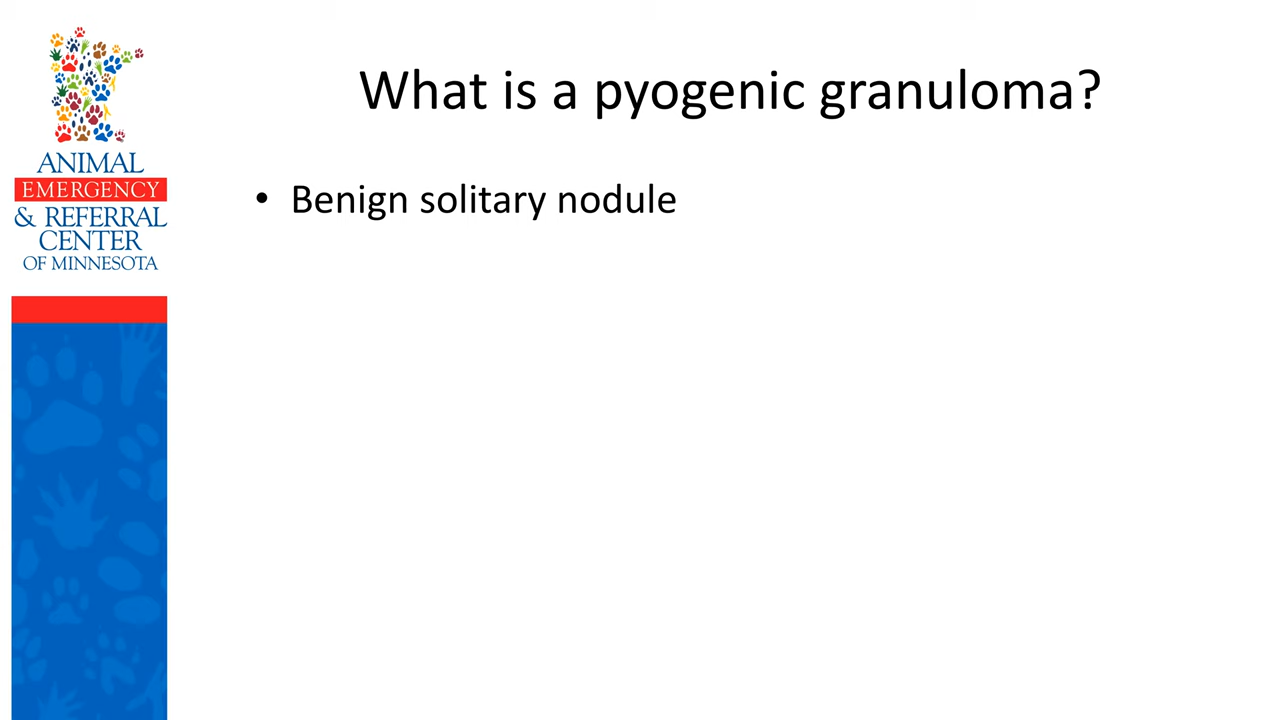 ANIMAL
EMERGENCY
& REFERRAL
CENTER
OF MINNESOTA
What is a pyogenic granuloma?
• Benign solitary nodule